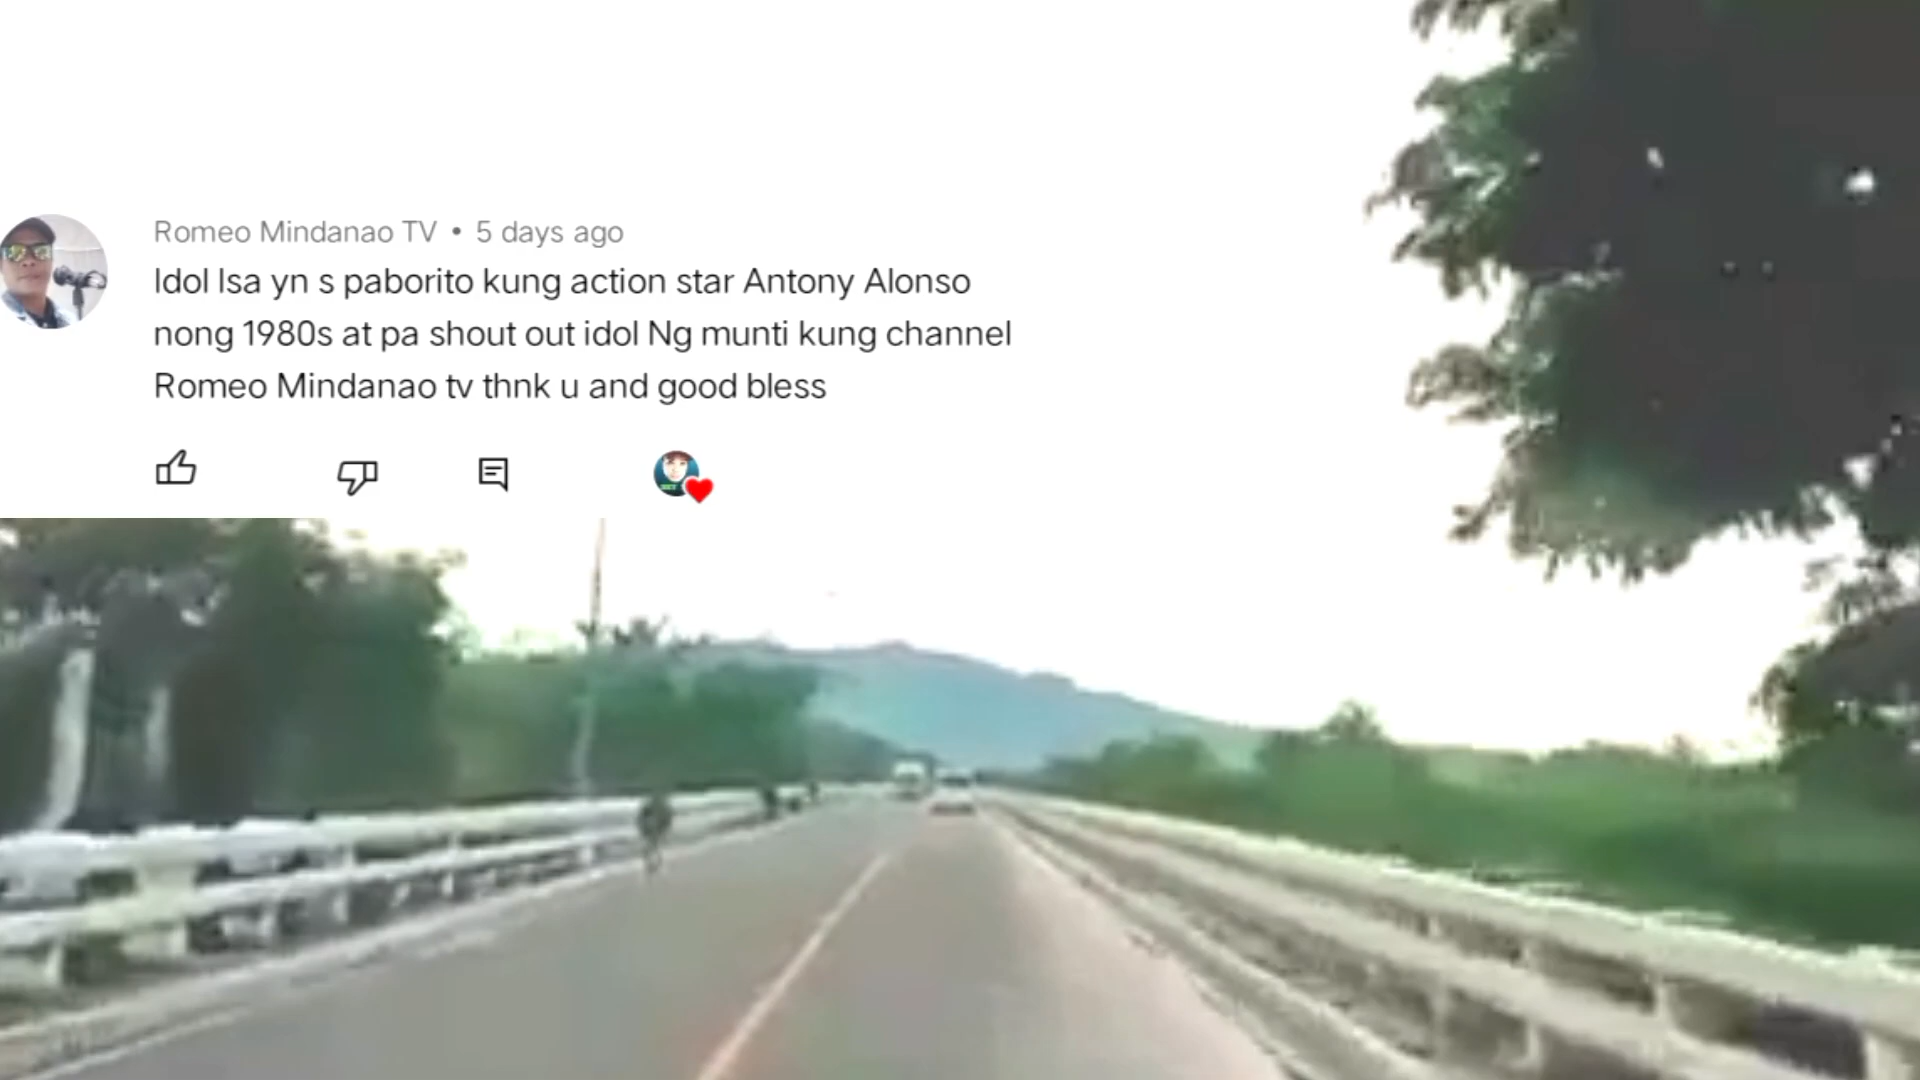 Romeo Mindanao TV • 5 days ago
Idol Isa yn s paborito kung action star Antony Alonso
nong 1980s at pa shout out idol Ng munti kung channel
Romeo Mindanao tv thnk u and good bless